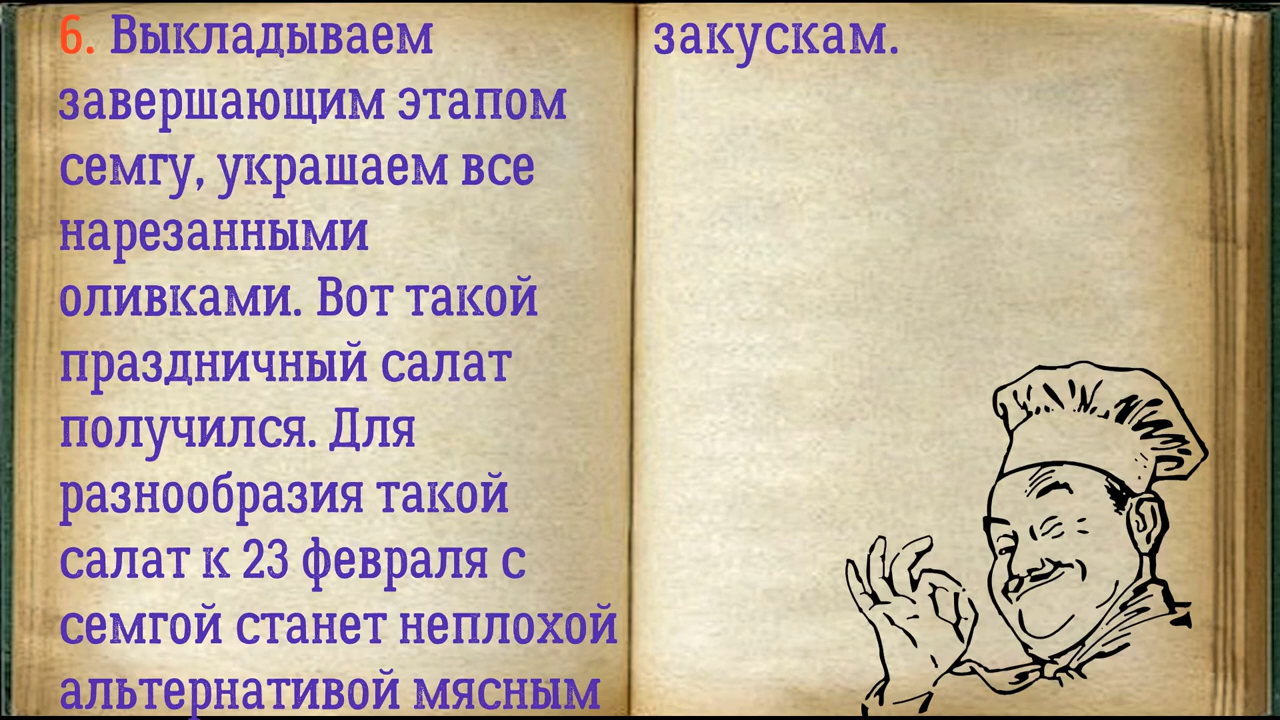 6. Выкладываем
завершающим этапом
семгу, украшаем все
нарезанными
оливками. Вот такой
праздничный салат
получился. Для
разнообразия такой
салат к 23 февраля с
семгой станет неплохой
альтернативой мясным
закускам.